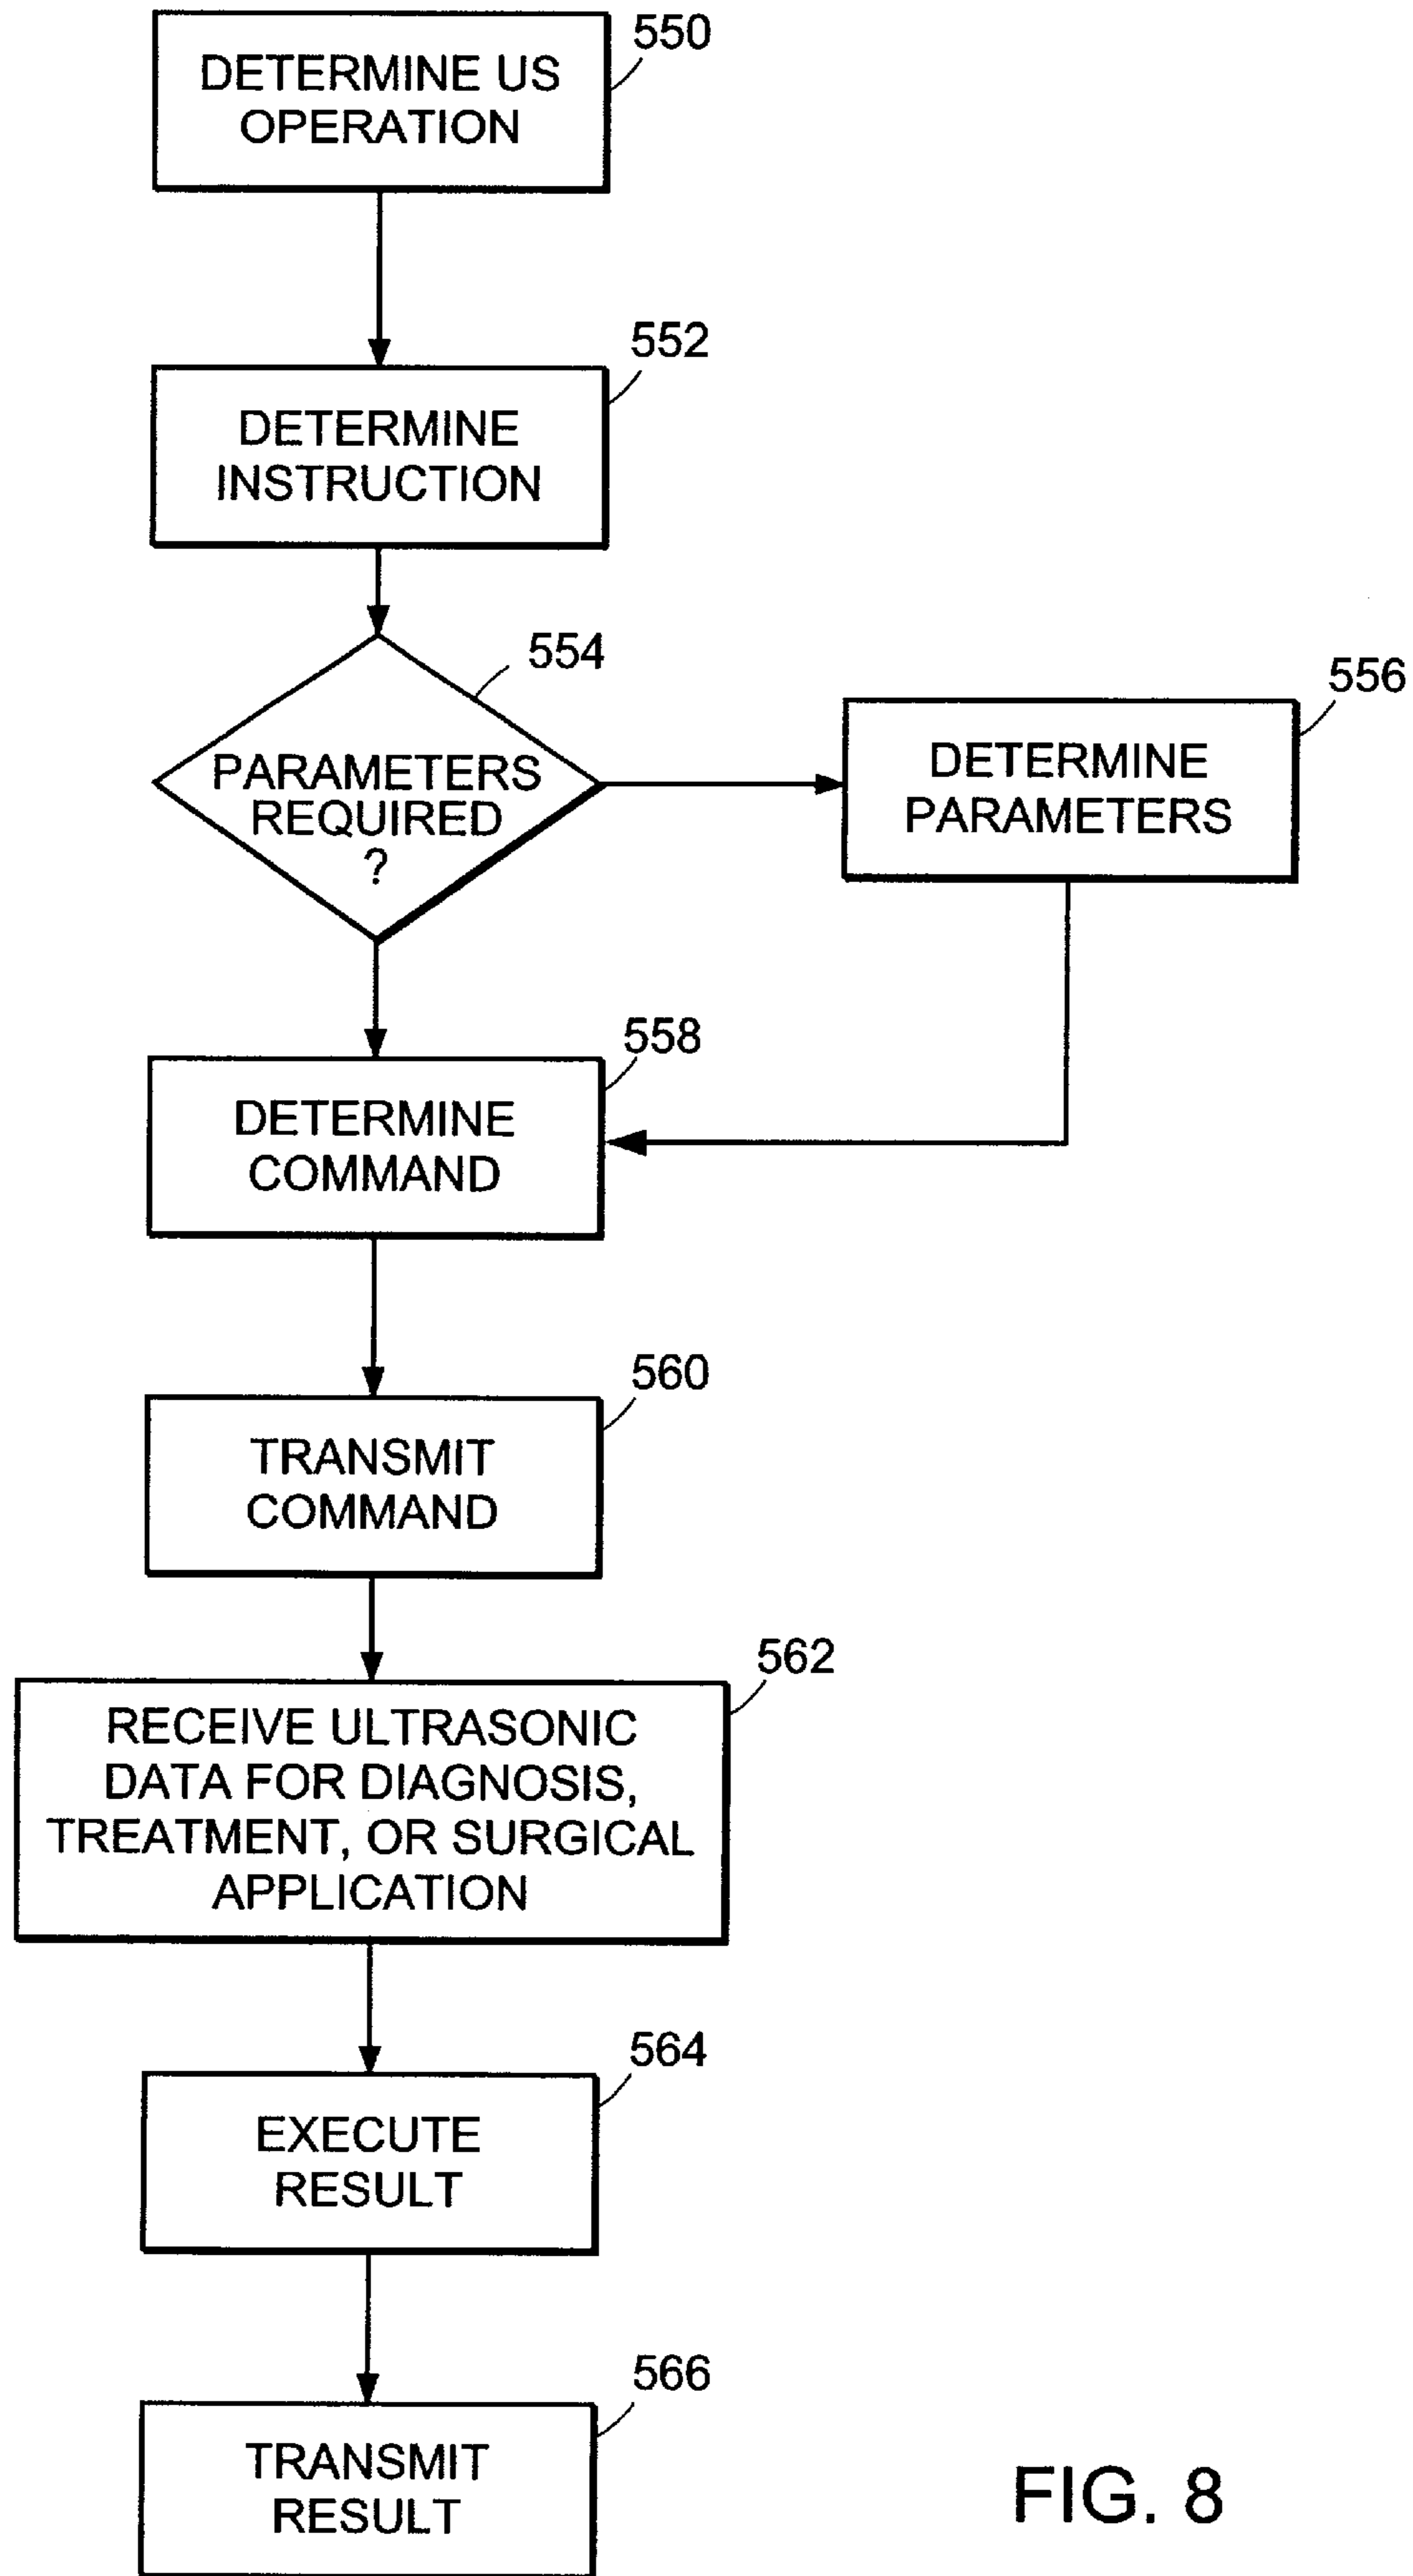 550
DETERMINE US
OPERATION
552
DETERMINE
INSTRUCTION
554
PARAMETERS
REQUIRED
?
556
DETERMINE
PARAMETERS
558
DETERMINE
COMMAND
560
TRANSMIT
COMMAND
562
RECEIVE ULTRASONIC
DATA FOR DIAGNOSIS,
TREATMENT, OR SURGICAL
APPLICATION
564
EXECUTE
RESULT
566
TRANSMIT
RESULT
FIG. 8